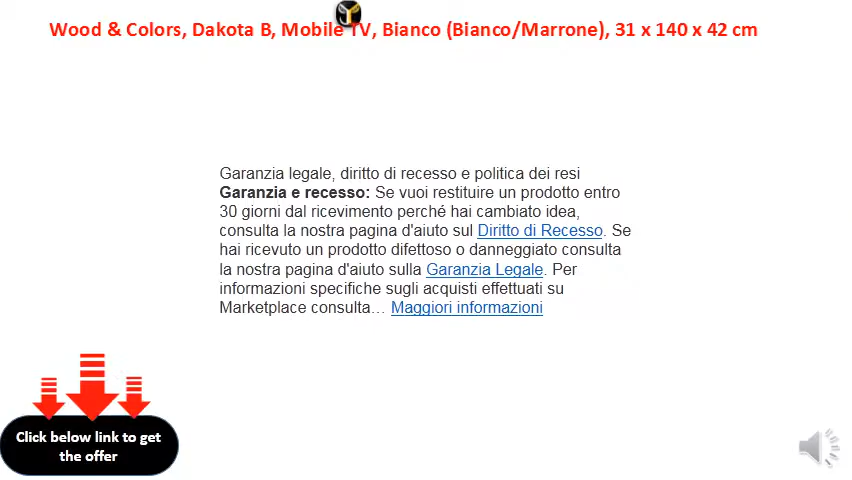 Wood & Colors, Dakota B, Mobile TV, Bianco (Bianco/Marrone), 31 x 140 x 42 cm
Garanzia legale, diritto di recesso e politica dei resi
Garanzia e recesso: Se vuoi restituire un prodotto entro
30 giorni dal ricevimento perché hai cambiato idea,
consulta la nostra pagina d'aiuto sul Diritto di Recesso. Se
hai ricevuto un prodotto difettoso o danneggiato consulta
la nostra pagina d'aiuto sulla Garanzia Legale. Per
informazioni specifiche sugli acquisti effettuati su
Marketplace consulta… Maggiori informazioni
Click below link to get
the offer